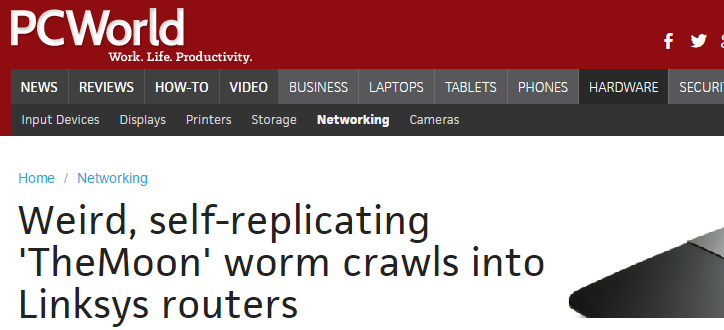 PCWorld
Work. Life. Productivity.
NEWS REVIEWS HOW-TO VIDEO BUSINESS LAPTOPS TABLETS PHONES HARDWARE
Input Devices Displays Printers Storage Networking Cameras
Home / Networking
Weird, self-replicating
'TheMoon' worm crawls into
Linksys routers